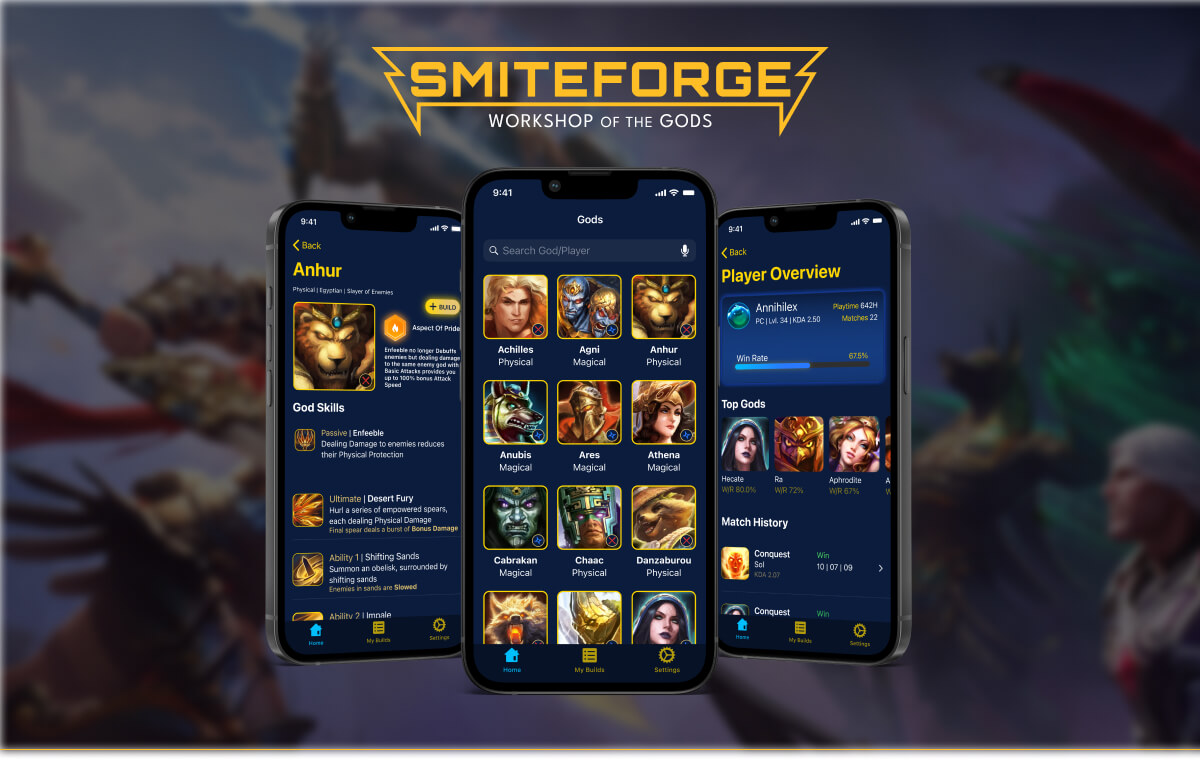 SMITEFORGE
WORKSHOP OF THE GODS
9:41
Back
Anhur
Physical | Egyptian | Slayer of Enemies
+ BUILD
Aspect Of Pride
Enfeeble no longer Debuffs
enemies but dealing damage
to the same enemy god with
Basic Attacks provides you
up to 100% bonus Attack
Speed
God Skills
Passive | Enfeeble
Dealing Damage to enemies reduces
their Physical Protection
Ultimate | Desert Fury
Hurl a series of empowered spears,
each dealing Physical Damage
Final spear deals a burst of Bonus Damage
Ability 1 | Shifting Sands
Summon an obelisk, surrounded by
shifting sands
Enemies in sands are Slowed
Ability 2 | Impale
Home My Builds Settings
9:41
Gods
Search God/Player
Achilles Agni Anhur
Physical Magical Physical
Anubis Ares Athena
Magical Magical Magical
Cabrakan Chaac Danzaburou
Magical Physical Physical
Home My Builds Settings
9:41
Back
Player Overview
Annihilex Playtime 642H
PC | Lvl. 34 | KDA 2.50 Matches 22
Win Rate 67.5%
Top Gods
Hecate Ra Aphrodite A
W/R 80.0% W/R 72% W/R 67% W
Match History
Conquest Win
Sol 10 | 07 | 09
KDA 2.07
Conquest Win
Home My Builds Settings